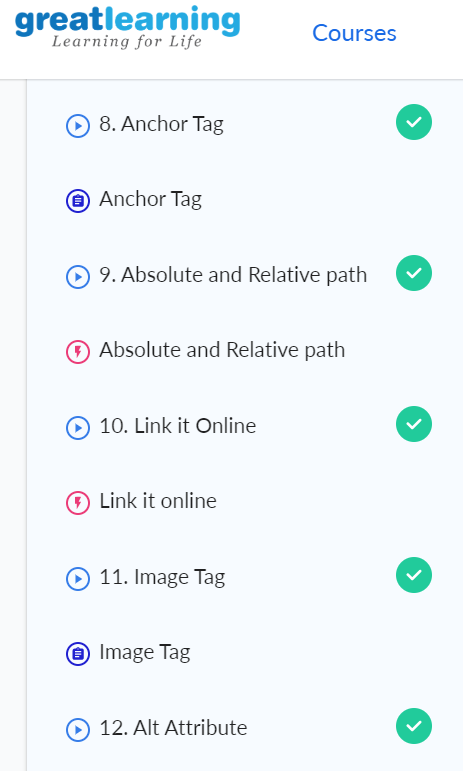 greatlearning
Learning for Life
Courses
8. Anchor Tag
Anchor Tag
9. Absolute and Relative path
Absolute and Relative path
10. Link it Online
Link it online
11. Image Tag
Image Tag
12. Alt Attribute